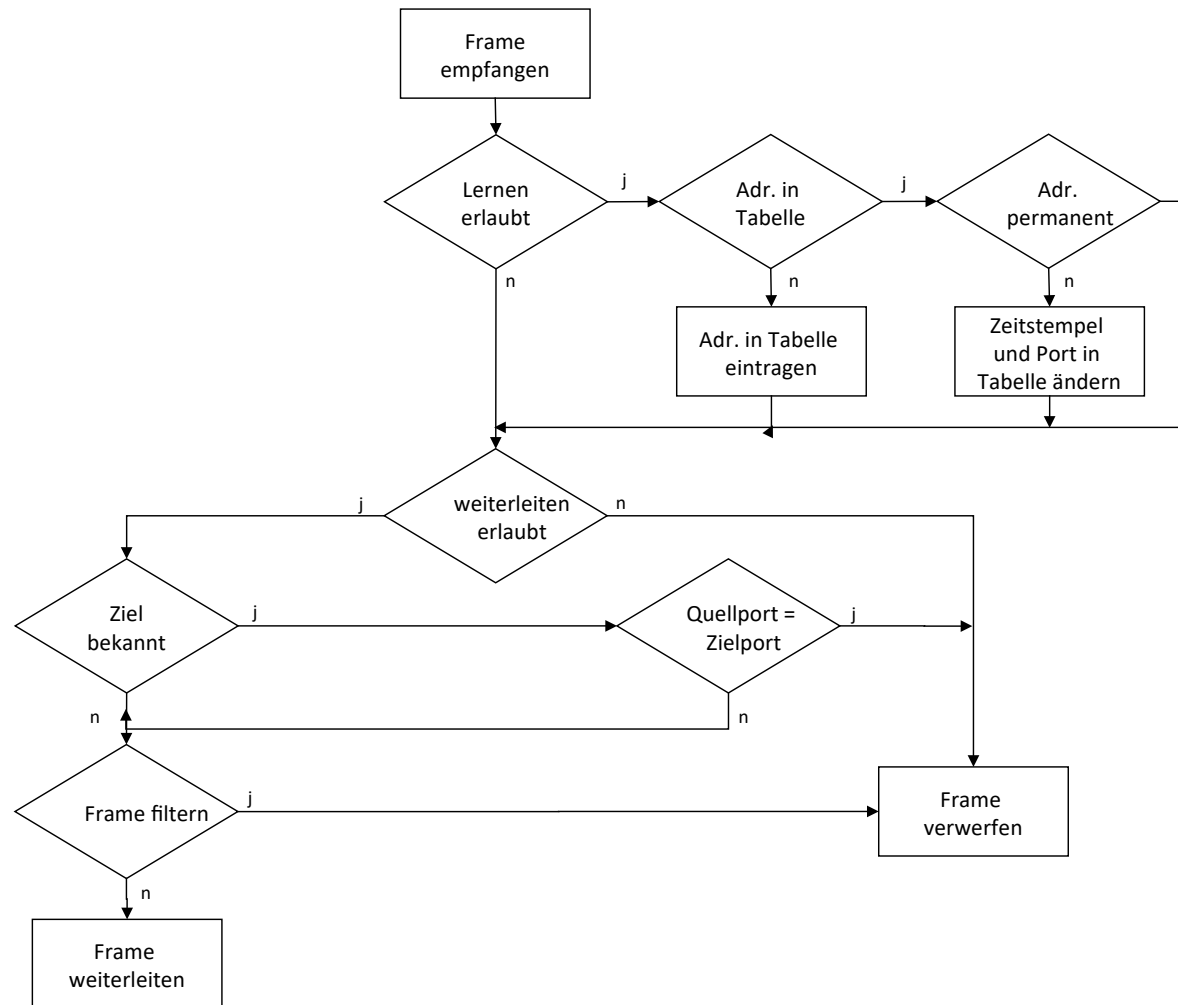 Frame
empfangen
Lernen
erlaubt
j
Adr. in
Tabelle
j
Adr.
permanent
n
n
n
Adr. in Tabelle
eintragen
Zeitstempel
und Port in
Tabelle ändern
j
weiterleiten
erlaubt
n
Ziel
bekannt
j
Quellport =
Zielport
j
n
n
Frame filtern
j
Frame
verwerfen
n
Frame
weiterleiten